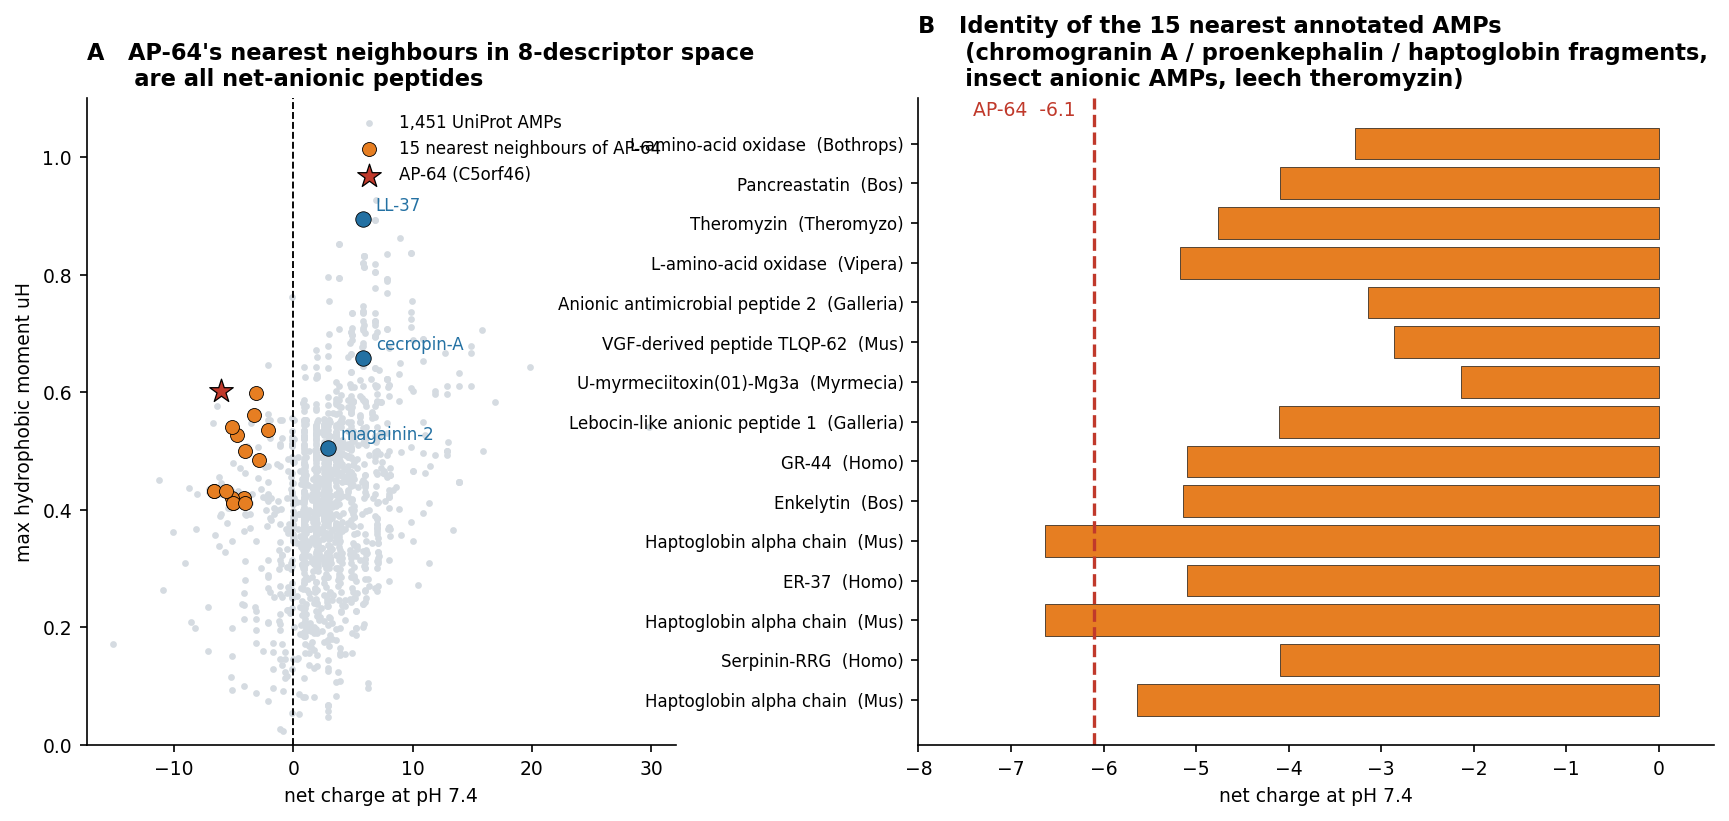 A   AP-64's nearest neighbours in 8-descriptor space
are all net-anionic peptides
1,451 UniProt AMPs
15 nearest neighbours of AP-64
AP-64 (C5orf46)
LL-37
cecropin-A
magainin-2
max hydrophobic moment uH
1.0
0.8
0.6
0.4
0.2
0.0
−10 0 10 20 30
net charge at pH 7.4
B   Identity of the 15 nearest annotated AMPs
(chromogranin A / proenkephalin / haptoglobin fragments,
insect anionic AMPs, leech theromyzin)
AP-64  -6.1
L-amino-acid oxidase  (Bothrops)
Pancreastatin  (Bos)
Theromyzin  (Theromyzo)
L-amino-acid oxidase  (Vipera)
Anionic antimicrobial peptide 2  (Galleria)
VGF-derived peptide TLQP-62  (Mus)
U-myrmeciitoxin(01)-Mg3a  (Myrmecia)
Lebocin-like anionic peptide 1  (Galleria)
GR-44  (Homo)
Enkelytin  (Bos)
Haptoglobin alpha chain  (Mus)
ER-37  (Homo)
Haptoglobin alpha chain  (Mus)
Serpinin-RRG  (Homo)
Haptoglobin alpha chain  (Mus)
−8 −7 −6 −5 −4 −3 −2 −1 0
net charge at pH 7.4